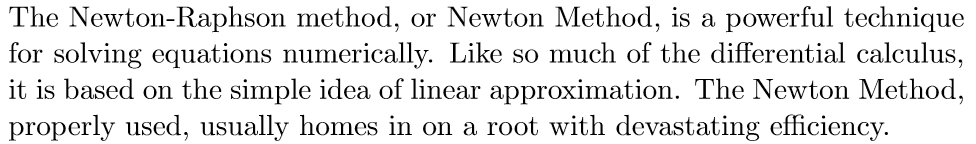 The Newton-Raphson method, or Newton Method, is a powerful technique
for solving equations numerically. Like so much of the differential calculus,
it is based on the simple idea of linear approximation. The Newton Method,
properly used, usually homes in on a root with devastating efficiency.